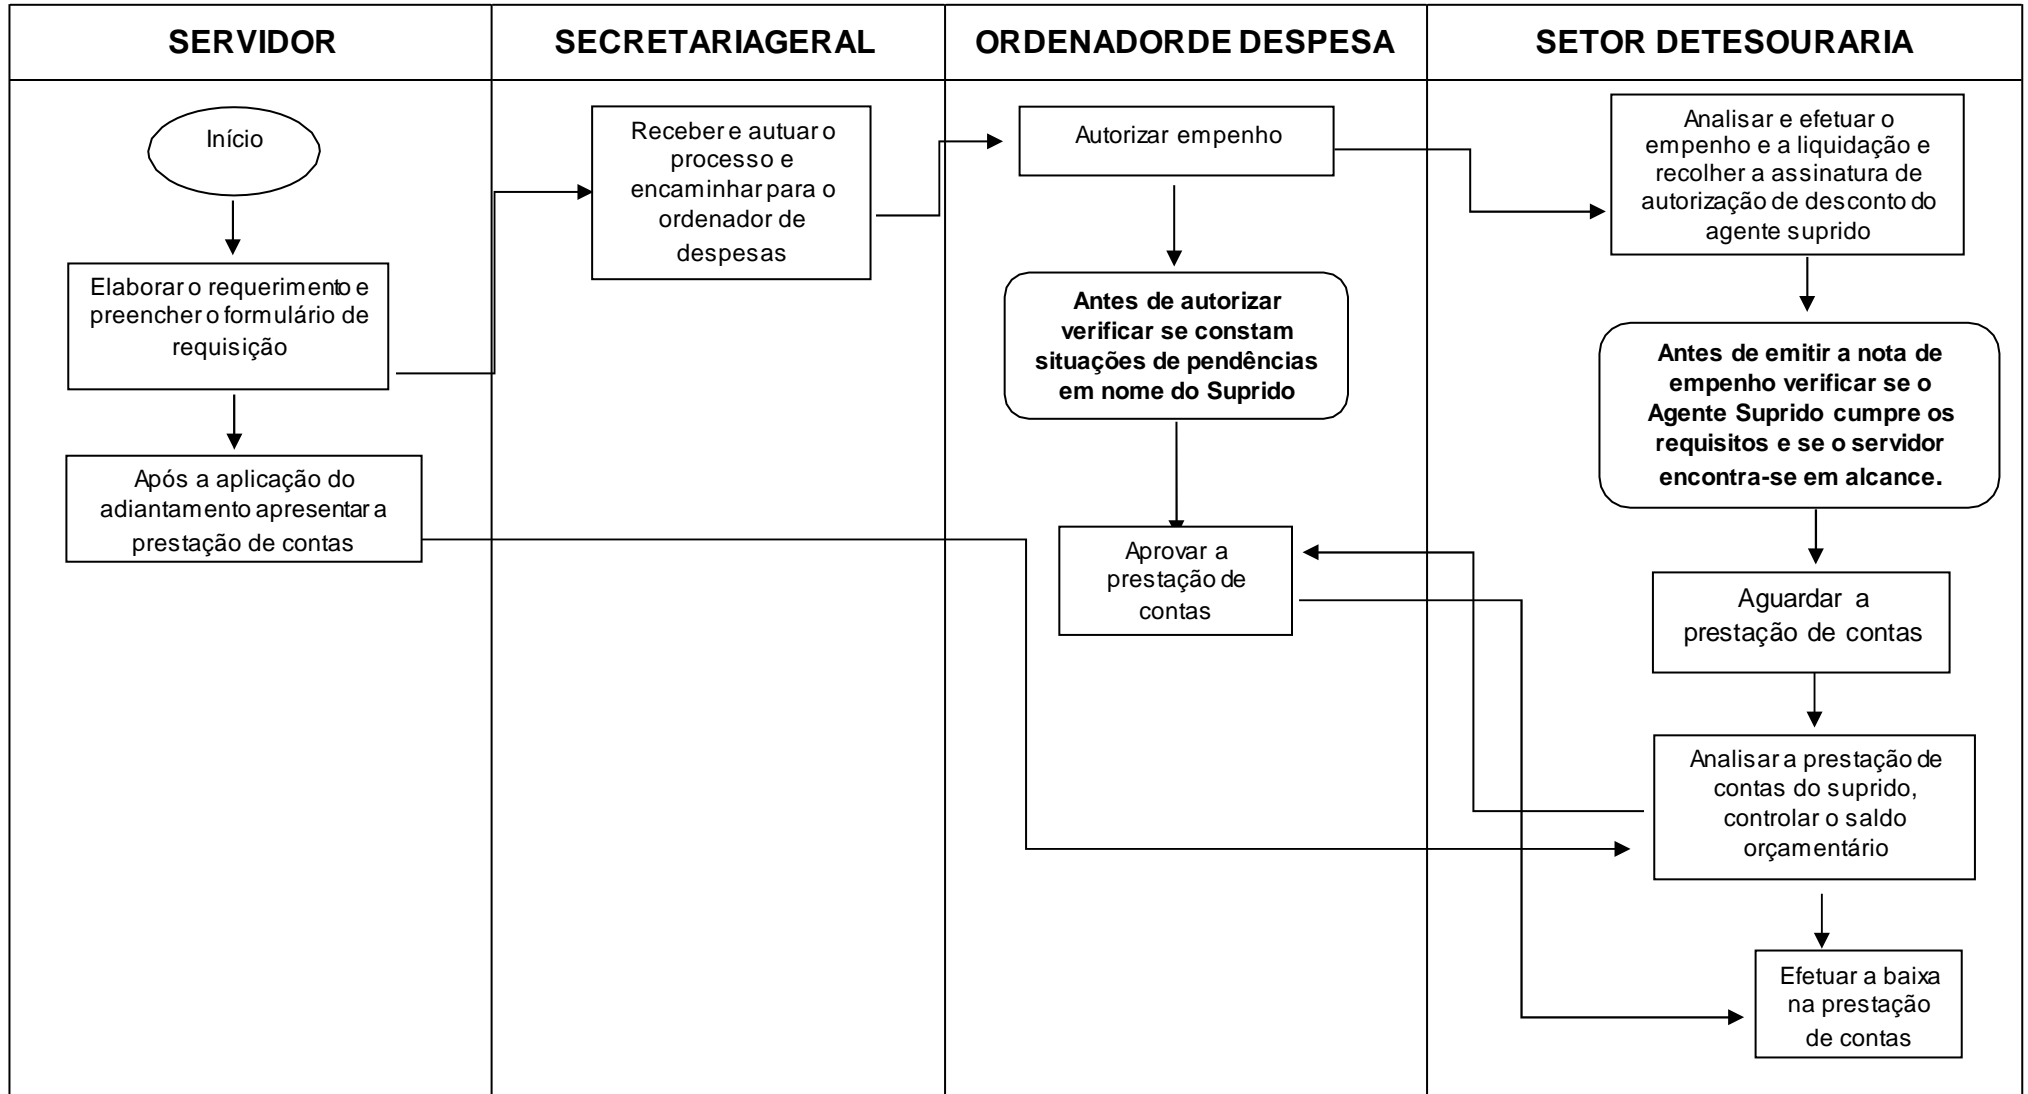 SERVIDOR
SECRETARIAGERAL
ORDENADORDE DESPESA
SETOR DETESOURARIA
Início
Elaborar o requerimento e
preencher o formulário de
requisição
Após a aplicação do
adiantamento apresentar a
prestação de contas
Receber e autuar o
processo e
encaminhar para o
ordenador de
despesas
Autorizar empenho
Antes de autorizar
verificar se constam
situações de pendências
em nome do Suprido
Aprovar a
prestação de
contas
Analisar e efetuar o
empenho e a liquidação e
recolher a assinatura de
autorização de desconto do
agente suprido
Antes de emitir a nota de
empenho verificar se o
Agente Suprido cumpre os
requisitos e se o servidor
encontra-se em alcance.
Aguardar a
prestação de contas
Analisar a prestação de
contas do suprido,
controlar o saldo
orçamentário
Efetuar a baixa
na prestação
de contas